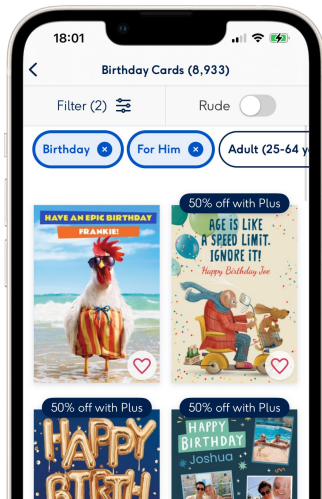 18:01
Birthday Cards (8,933)
Filter (2)
Rude
Birthday
For Him
Adult (25-64 y
50% off with Plus
HAVE AN EPIC BIRTHDAY
FRANKIE!
AGE IS LIKE
A SPEED LIMIT.
IGNORE IT!
Happy Birthday Joe
50% off with Plus
50% off with Plus
HAPPY
BIRTH
HAPPY
BIRTHDAY
Joshua